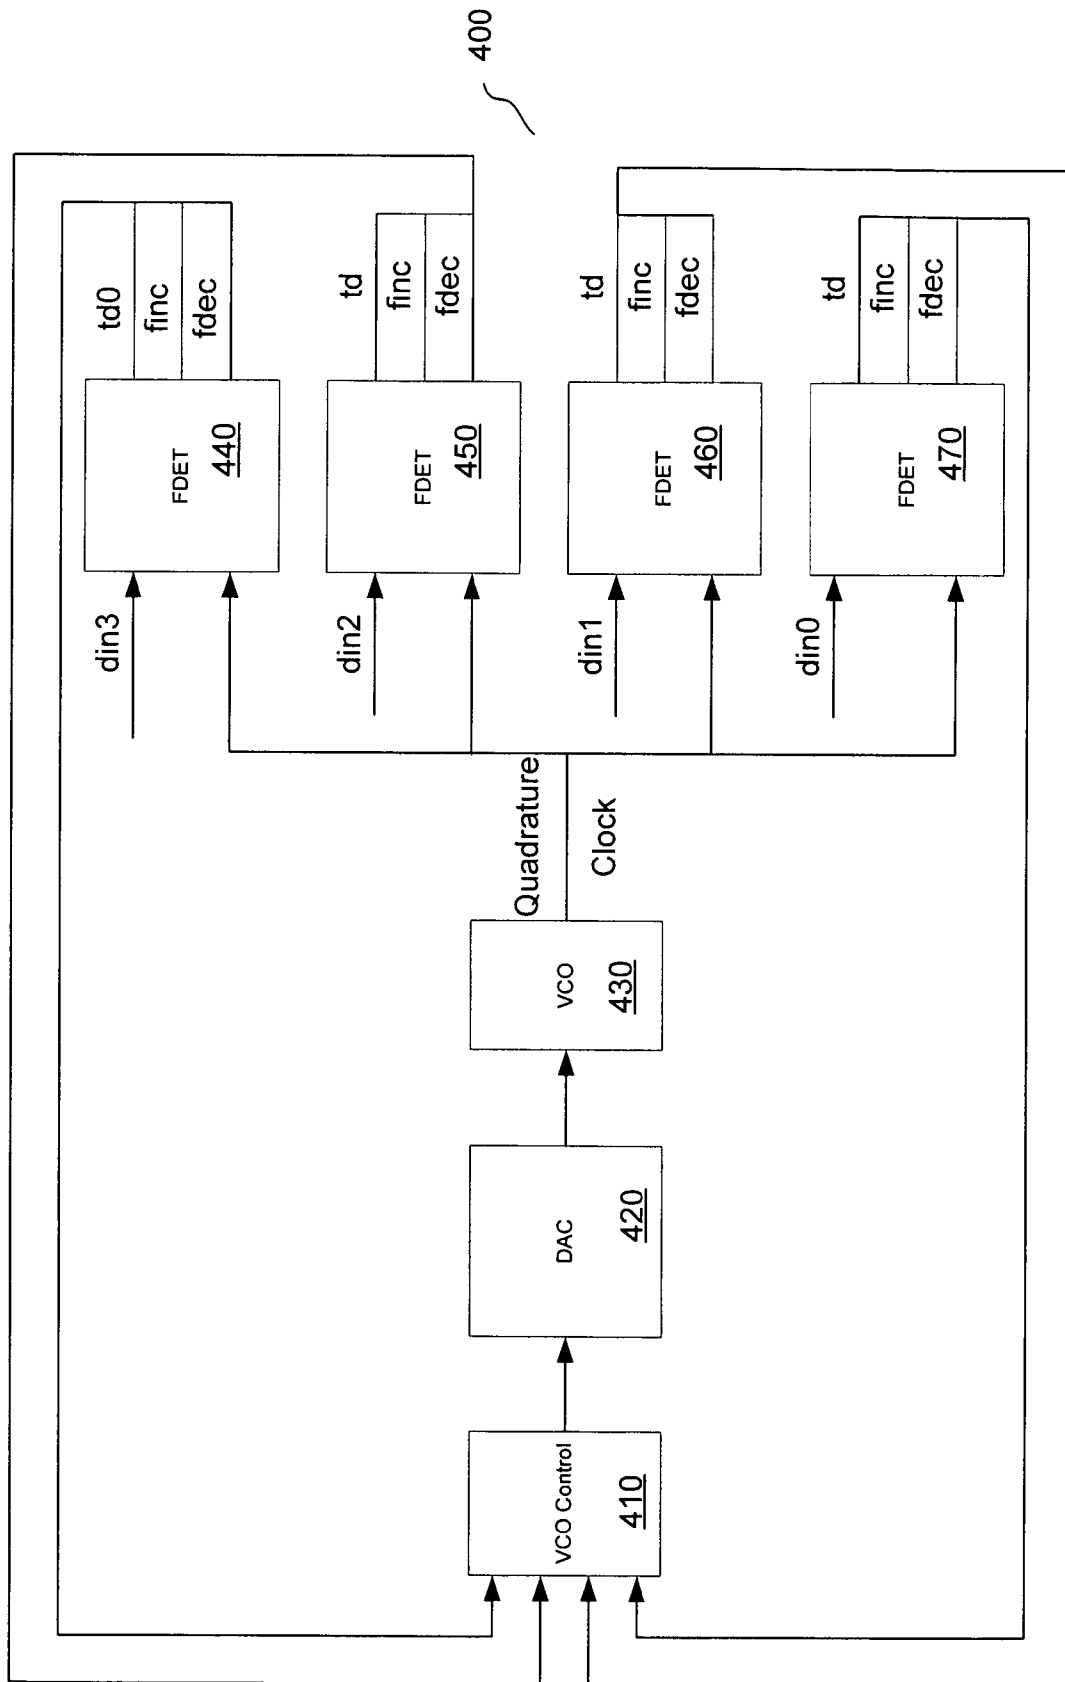 400
td0
finc
fdec
FDET
440
din3
td
finc
fdec
FDET
450
din2
td
finc
fdec
FDET
460
din1
td
finc
fdec
FDET
470
din0
Quadrature
Clock
VCO
430
DAC
420
VCO Control
410